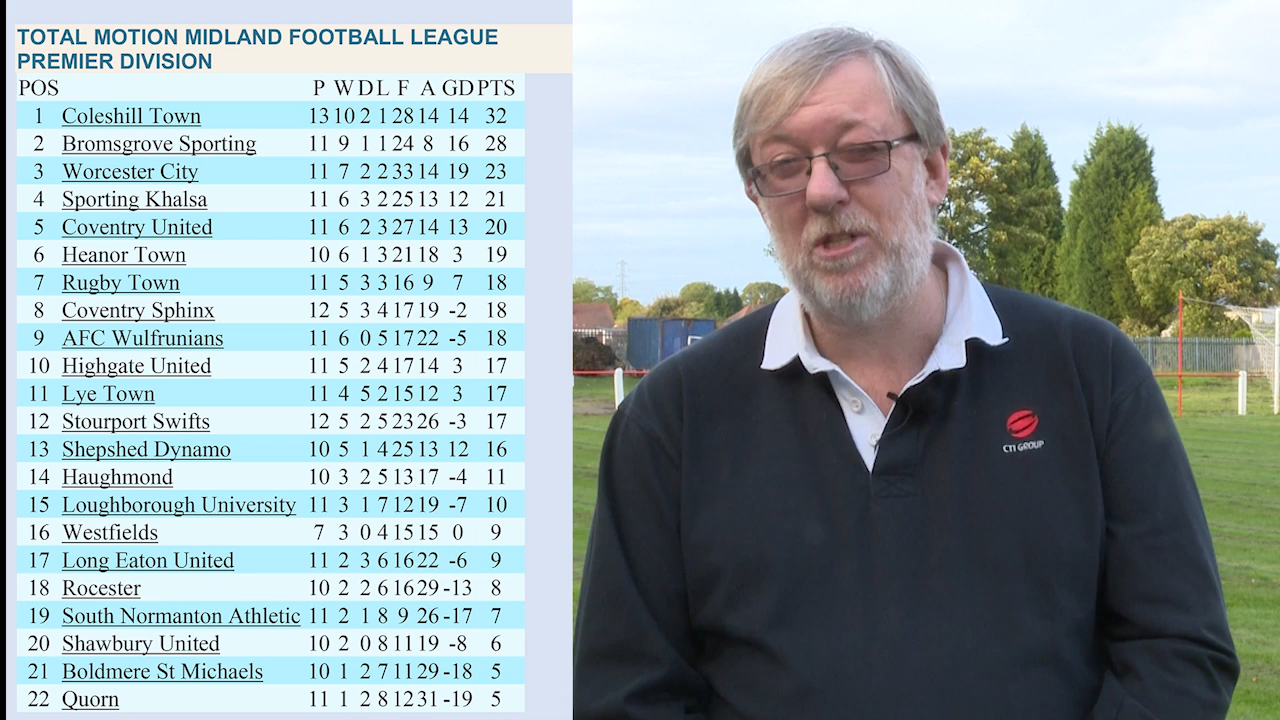 TOTAL MOTION MIDLAND FOOTBALL LEAGUE
PREMIER DIVISION
POS P W D L F A GD PTS
1 Coleshill Town 13 10 2 1 28 14 14 32
2 Bromsgrove Sporting 11 9 1 1 24 8 16 28
3 Worcester City 11 7 2 2 33 14 19 23
4 Sporting Khalsa 11 6 3 2 25 13 12 21
5 Coventry United 11 6 2 3 27 14 13 20
6 Heanor Town 10 6 1 3 21 18 3 19
7 Rugby Town 11 5 3 3 16 9 7 18
8 Coventry Sphinx 12 5 3 4 17 19 -2 18
9 AFC Wulfrunians 11 6 0 5 17 22 -5 18
10 Highgate United 11 5 2 4 17 14 3 17
11 Lye Town 11 4 5 2 15 12 3 17
12 Stourport Swifts 12 5 2 5 23 26 -3 17
13 Shepshed Dynamo 10 5 1 4 25 13 12 16
14 Haughmond 10 3 2 5 13 17 -4 11
15 Loughborough University 11 3 1 7 12 19 -7 10
16 Westfields 7 3 0 4 15 15 0 9
17 Long Eaton United 11 2 3 6 16 22 -6 9
18 Rocester 10 2 2 6 16 29 -13 8
19 South Normanton Athletic 11 2 1 8 9 26 -17 7
20 Shawbury United 10 2 0 8 11 19 -8 6
21 Boldmere St Michaels 10 1 2 7 11 29 -18 5
22 Quorn 11 1 2 8 12 31 -19 5
CTI GROUP